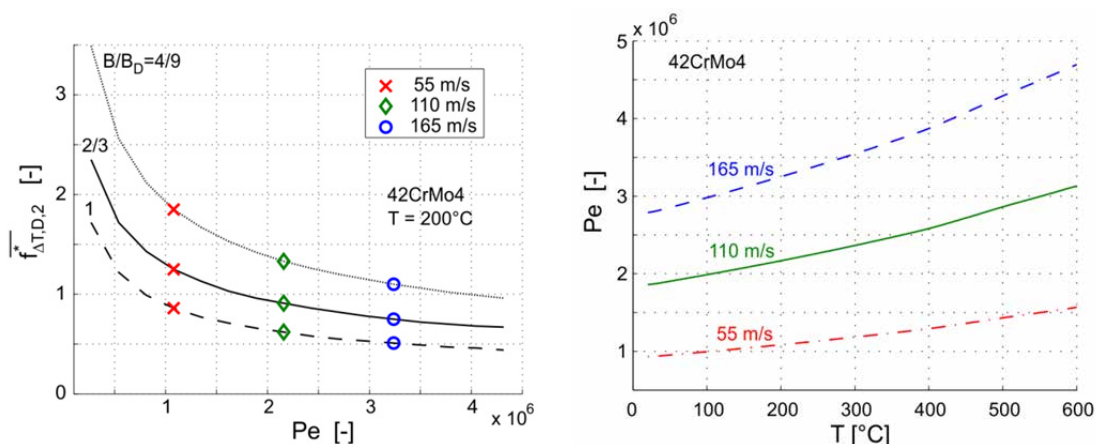 B/B_D=4/9
2/3
1
55 m/s
110 m/s
165 m/s
42CrMo4
T = 200°C
3
2
1
0
f*_ΔT,D,2 [-]
1 2 3 4 x 10^6
Pe [-]
x 10^6
5
4
3
2
1
Pe [-]
42CrMo4
165 m/s
110 m/s
55 m/s
0 100 200 300 400 500 600
T [°C]